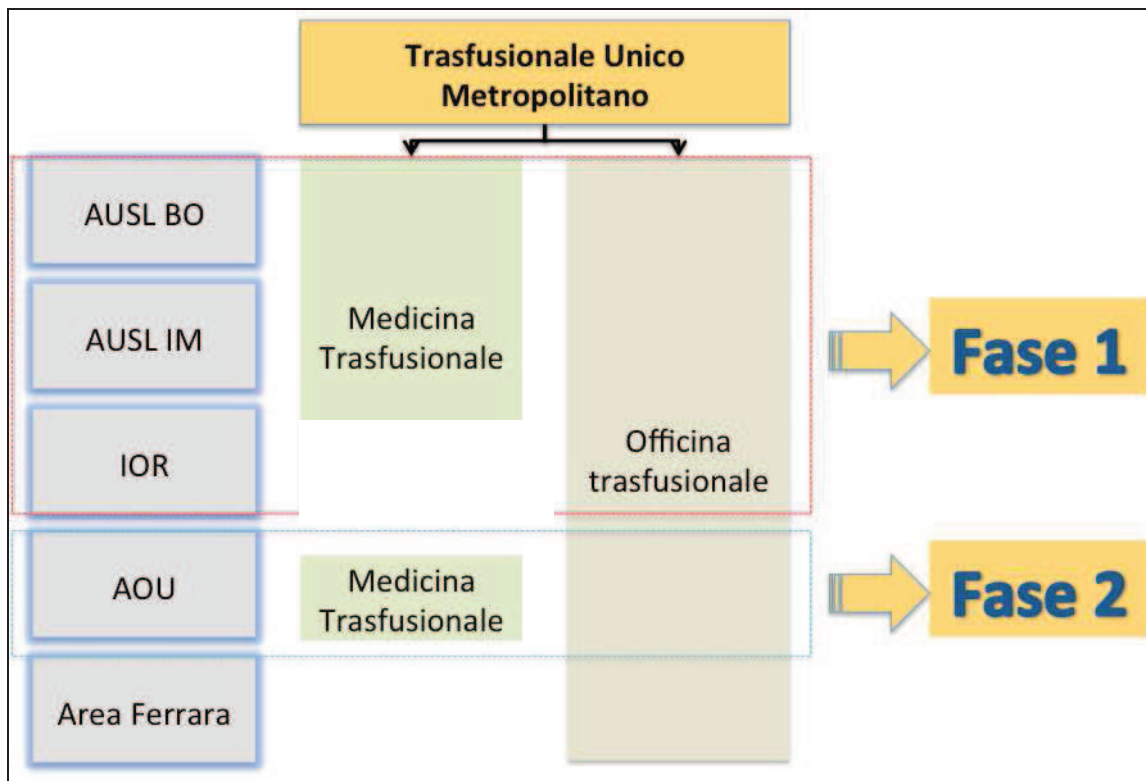 Trasfusionale Unico
Metropolitano
AUSL BO
AUSL IM
IOR
AOU
Area Ferrara
Medicina
Trasfusionale
Medicina
Trasfusionale
Officina
trasfusionale
Fase 1
Fase 2